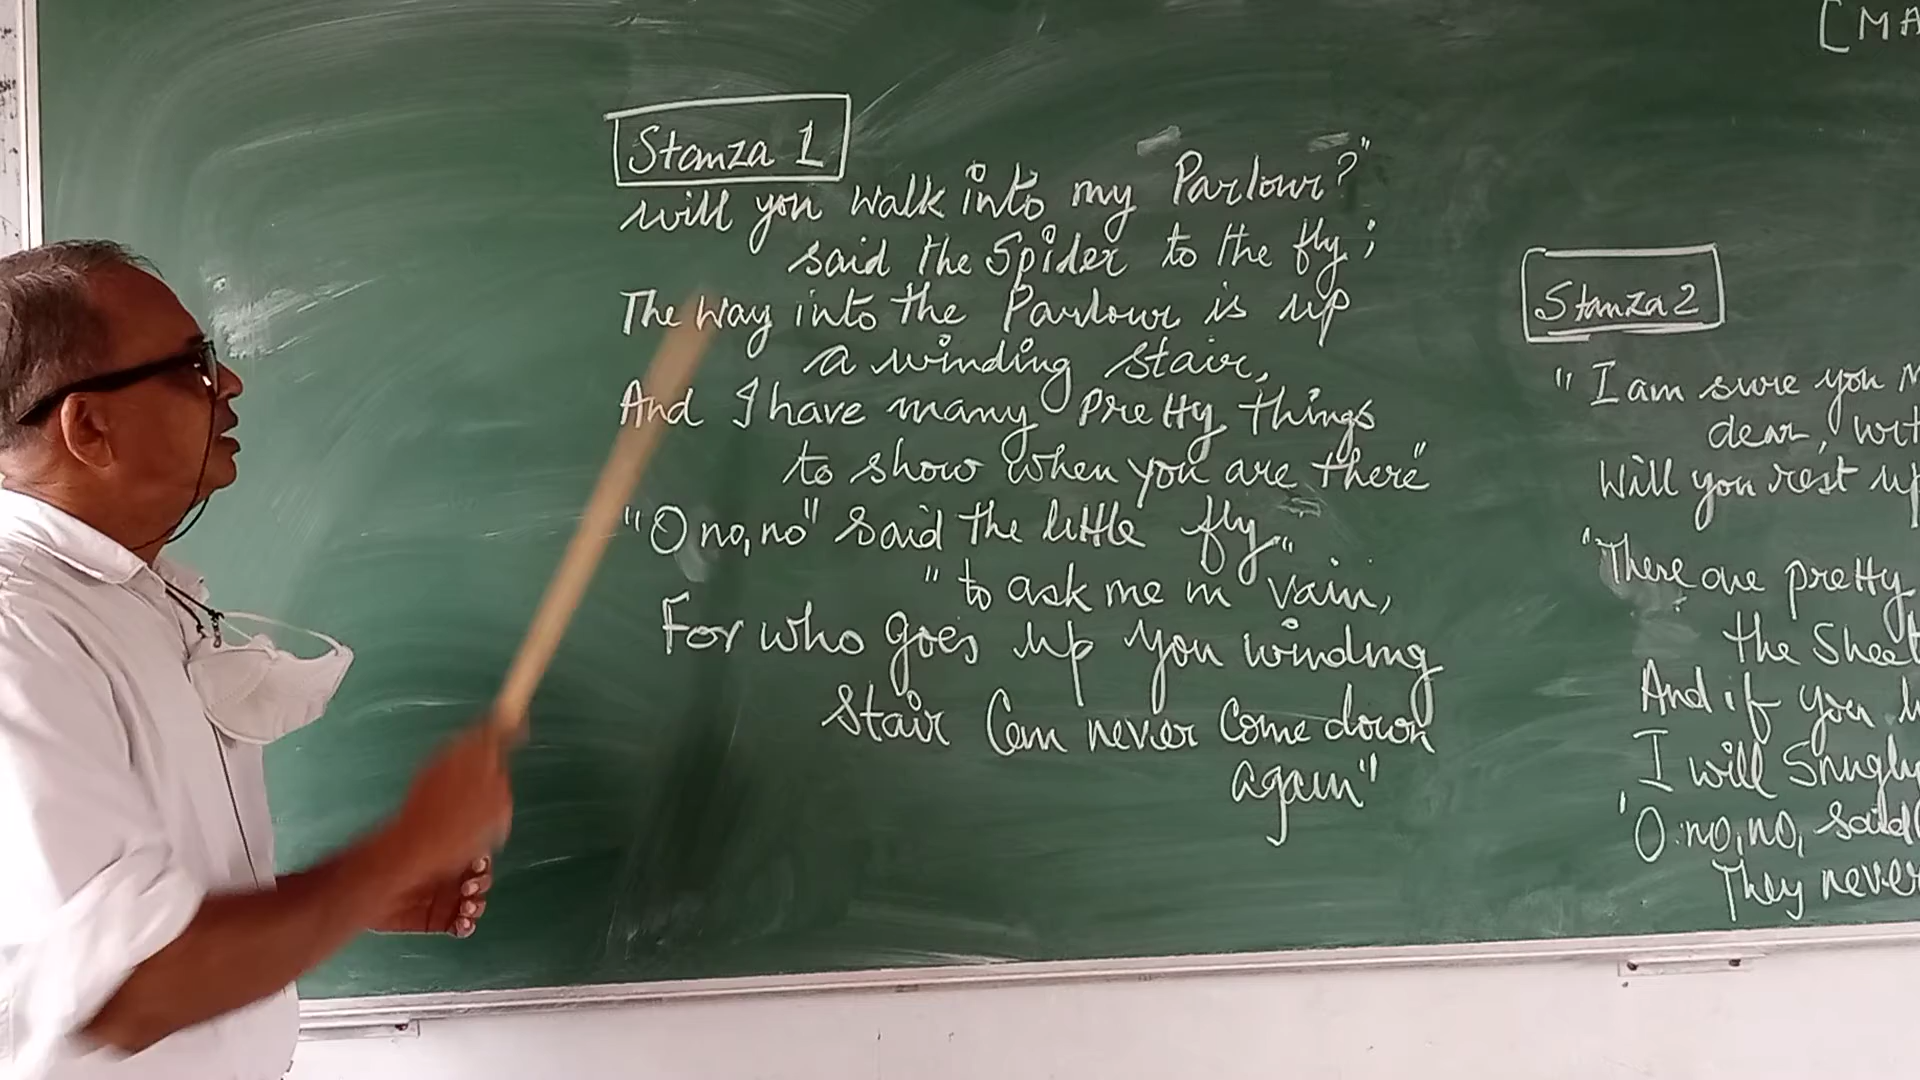 [MA
Stanza 1
Will you walk into my Parlour?"
said the Spider to the fly;
The way into the Parlour is up
a winding stair,
And I have many pretty things
to show when you are there"
"O no, no" said the little fly,"
"to ask me in vain,
For who goes up you winding
stair Can never come down
again"
Stanza 2
"I am sure you
dear,
Will you rest up
"There are pretty
the Sheet
And if you
I will Snugly
'O no, no, said
They never